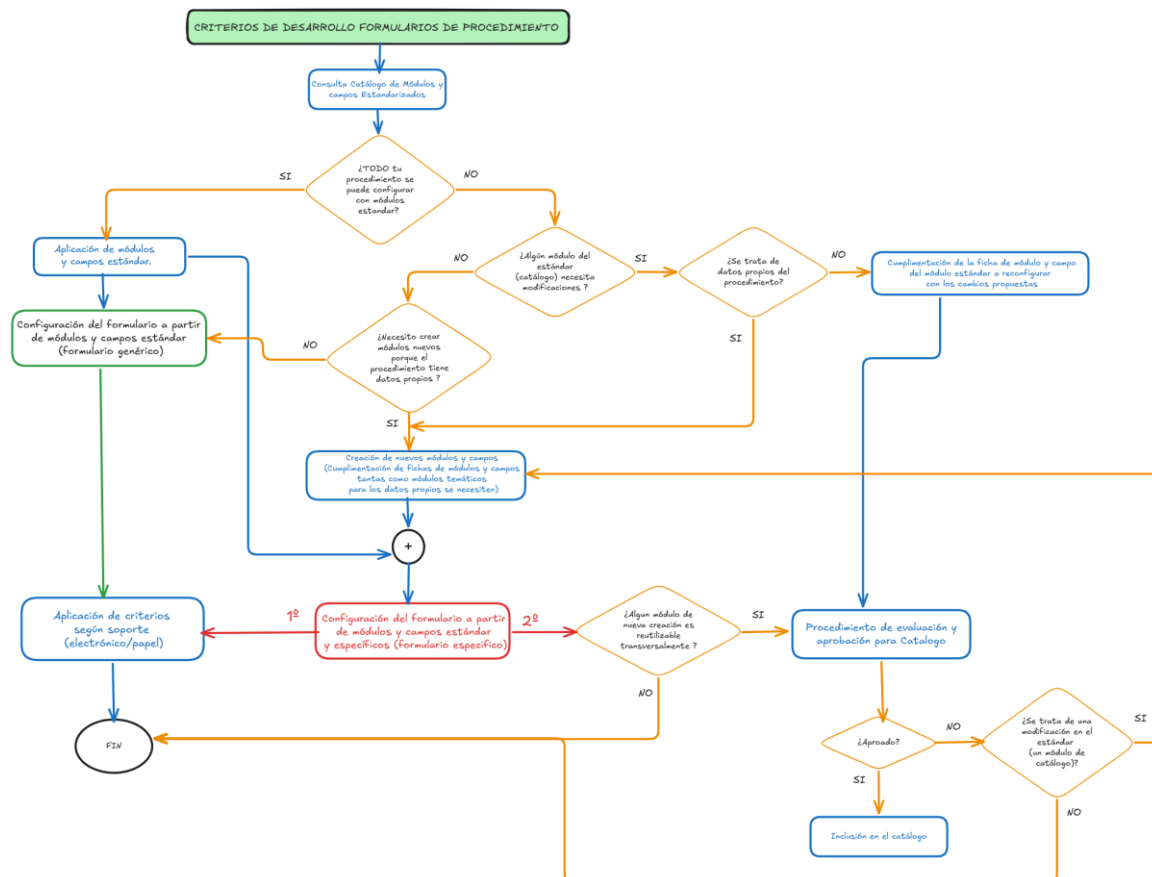 CRITERIOS DE DESARROLLO FORMULARIOS DE PROCEDIMIENTO
Consulta Catálogo de Módulos y
campos Estandarizados
¿TODO tu
procedimiento se
puede configurar
con módulos
estandar?
SI
NO
Aplicación de módulos
y campos estándar.
¿Algún módulo del
estándar
(catálogo) necesita
modificaciones ?
NO
SI
¿Se trata de
datos propios del
procedimiento?
NO
SI
Cumplimentación de la ficha de módulo y campo
del módulo estándar a reconfigurar
con los cambios propuestas
Configuración del formulario a partir
de módulos y campos estándar
(formulario genérico)
¿Necesito crear
módulos nuevos
porque el
procedimiento tiene
datos propios ?
NO
SI
Creación de nuevos módulos y campos
(Cumplimentación de fichas de módulos y campos
tantas como módulos temáticos
para los datos propios se necesiten)
+
Aplicación de criterios
según soporte
(electrónico/papel)
1º
Configuración del formulario a partir
de módulos y campos estándar
y específicos (formulario especifico)
2º
¿Algun módulo de
nueva creación es
reutilizable
transversalmente ?
SI
NO
Procedimiento de evaluación y
aprobación para Catalogo
FIN
¿Aproado?
NO
SI
¿Se trata de una
modificación en el
estándar
(un módulo de
catálogo)?
SI
NO
Inclusión en el catálogo